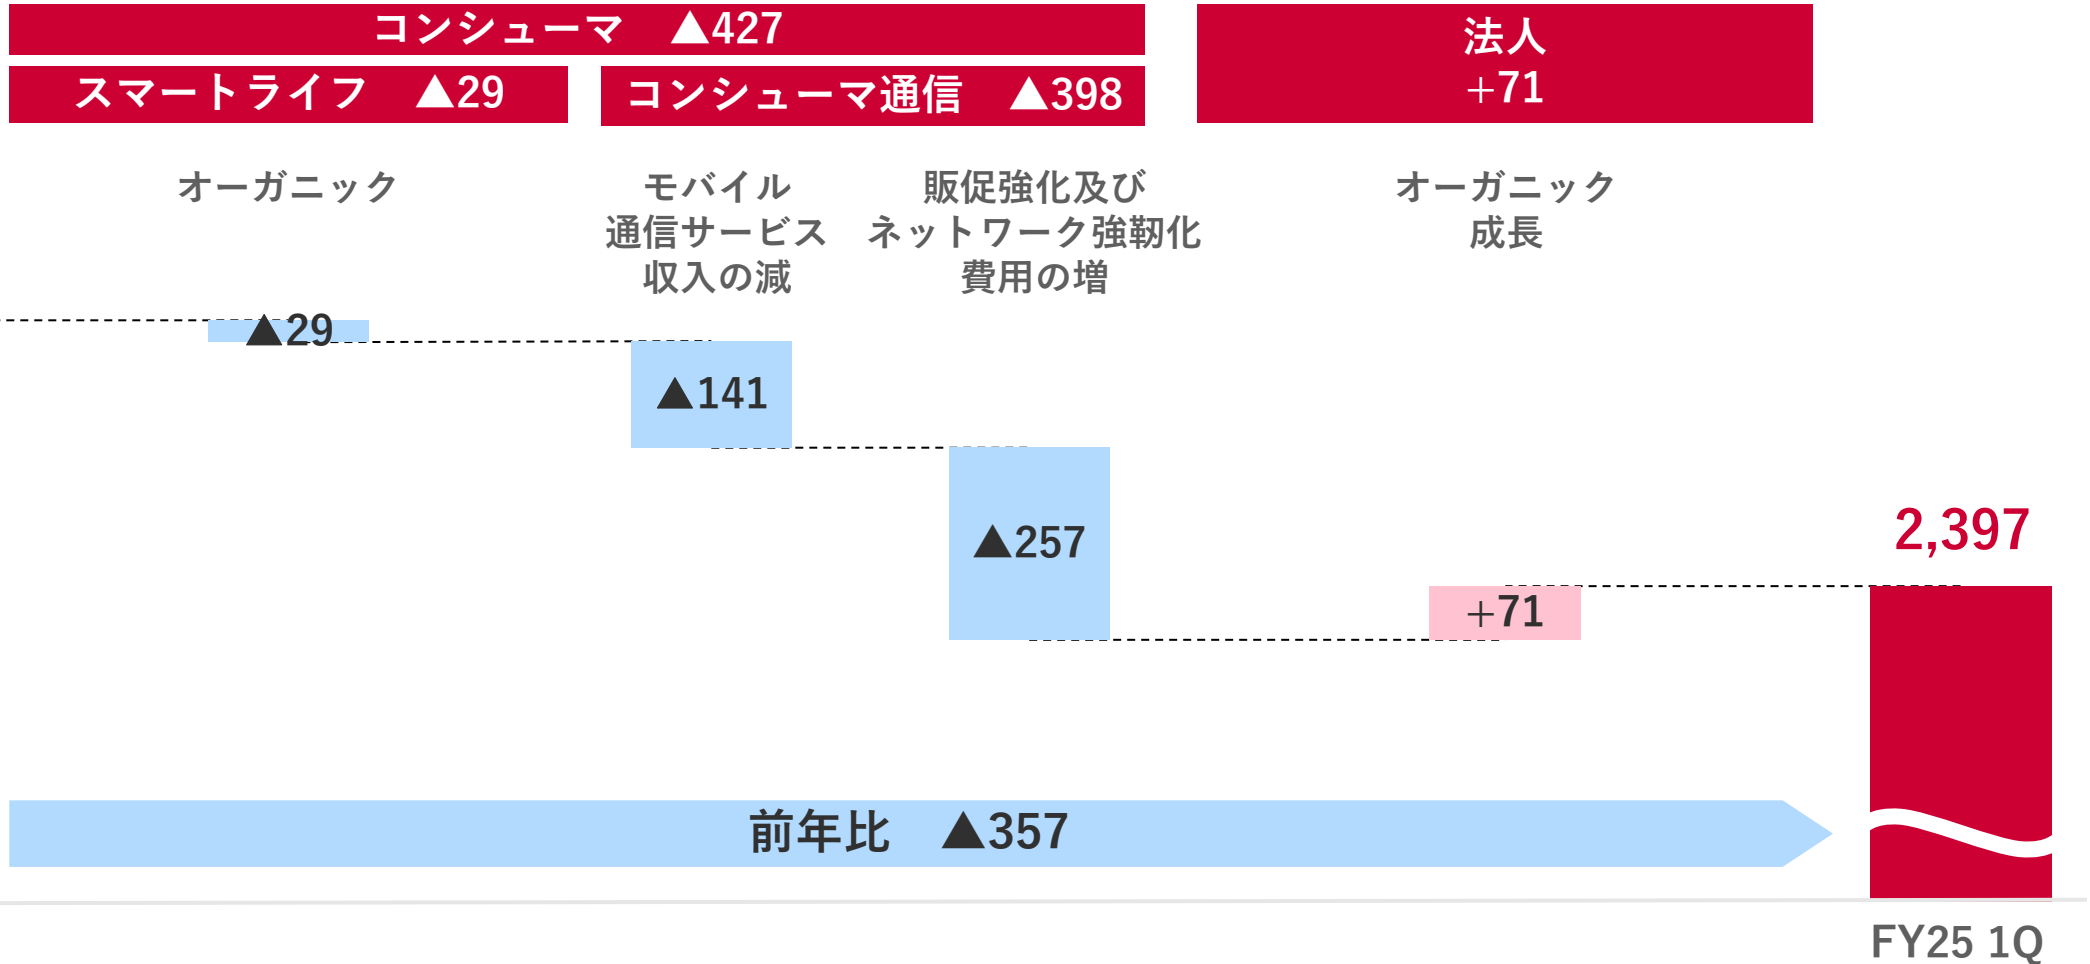 コンシューマ ▲427
スマートライフ ▲29
コンシューマ通信 ▲398
法人
+71
オーガニック
モバイル
通信サービス
収入の減
販促強化及び
ネットワーク強靭化
費用の増
オーガニック
成長
▲29
▲141
▲257
+71
2,397
前年比 ▲357
FY25 1Q